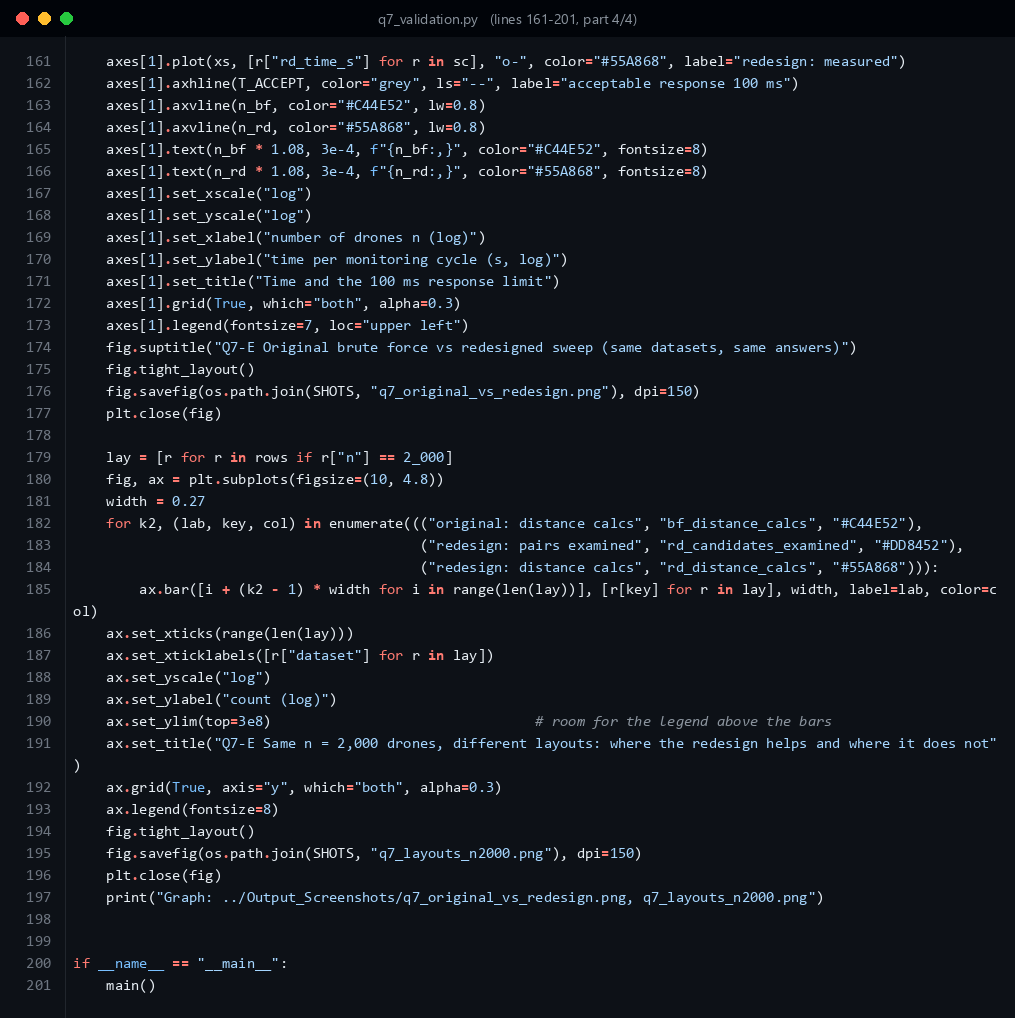 q7_validation.py (lines 161-201, part 4/4)
161     axes[1].plot(xs, [r["rd_time_s"] for r in sc], "o-", color="#55A868", label="redesign: measured")
162     axes[1].axhline(T_ACCEPT, color="grey", ls="--", label="acceptable response 100 ms")
163     axes[1].axvline(n_bf, color="#C44E52", lw=0.8)
164     axes[1].axvline(n_rd, color="#55A868", lw=0.8)
165     axes[1].text(n_bf * 1.08, 3e-4, f"{n_bf:,}", color="#C44E52", fontsize=8)
166     axes[1].text(n_rd * 1.08, 3e-4, f"{n_rd:,}", color="#55A868", fontsize=8)
167     axes[1].set_xscale("log")
168     axes[1].set_yscale("log")
169     axes[1].set_xlabel("number of drones n (log)")
170     axes[1].set_ylabel("time per monitoring cycle (s, log)")
171     axes[1].set_title("Time and the 100 ms response limit")
172     axes[1].grid(True, which="both", alpha=0.3)
173     axes[1].legend(fontsize=7, loc="upper left")
174     fig.suptitle("Q7-E Original brute force vs redesigned sweep (same datasets, same answers)")
175     fig.tight_layout()
176     fig.savefig(os.path.join(SHOTS, "q7_original_vs_redesign.png"), dpi=150)
177     plt.close(fig)
178
179     lay = [r for r in rows if r["n"] == 2_000]
180     fig, ax = plt.subplots(figsize=(10, 4.8))
181     width = 0.27
182     for k2, (lab, key, col) in enumerate((("original: distance calcs", "bf_distance_calcs", "#C44E52"),
183                                           ("redesign: pairs examined", "rd_candidates_examined", "#DD8452"),
184                                           ("redesign: distance calcs", "rd_distance_calcs", "#55A868"))):
185         ax.bar([i + (k2 - 1) * width for i in range(len(lay))], [r[key] for r in lay], width, label=lab, color=c
ol)
186     ax.set_xticks(range(len(lay)))
187     ax.set_xticklabels([r["dataset"] for r in lay])
188     ax.set_yscale("log")
189     ax.set_ylabel("count (log)")
190     ax.set_ylim(top=3e8)                                # room for the legend above the bars
191     ax.set_title("Q7-E Same n = 2,000 drones, different layouts: where the redesign helps and where it does not"
)
192     ax.grid(True, axis="y", which="both", alpha=0.3)
193     ax.legend(fontsize=8)
194     fig.tight_layout()
195     fig.savefig(os.path.join(SHOTS, "q7_layouts_n2000.png"), dpi=150)
196     plt.close(fig)
197     print("Graph: ../Output_Screenshots/q7_original_vs_redesign.png, q7_layouts_n2000.png")
198
199
200 if __name__ == "__main__":
201     main()